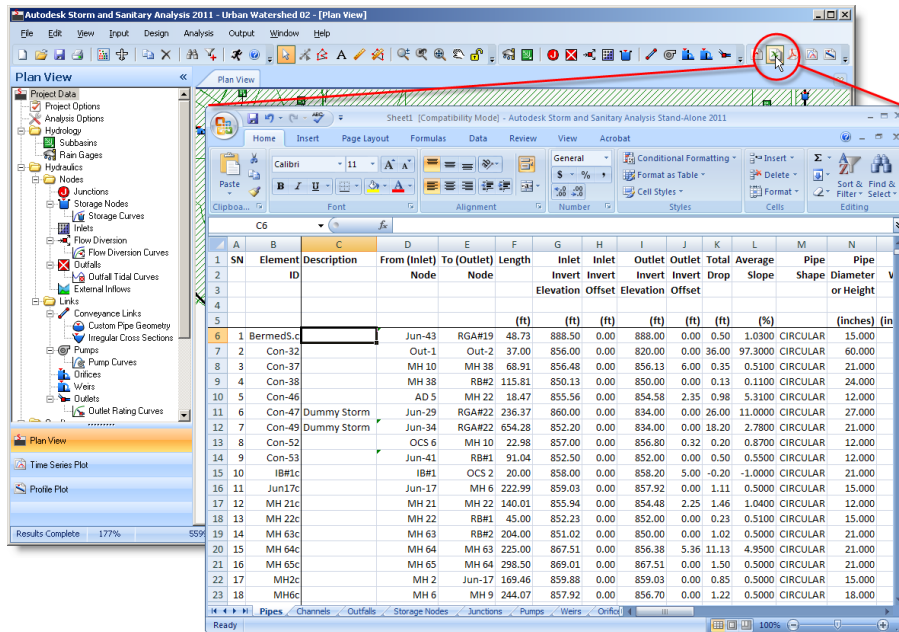 Autodesk Storm and Sanitary Analysis 2011 - Urban Watershed 02 - [Plan View]
File Edit View Input Design Analysis Output Window Help
Plan View «
Plan View
Project Data
Project Options
Analysis Options
Hydrology
Subbasins
Rain Gages
Hydraulics
Nodes
Junctions
Storage Nodes
Storage Curves
Inlets
Flow Diversion
Flow Diversion Curves
Outfalls
Outfall Tidal Curves
External Inflows
Links
Conveyance Links
Custom Pipe Geometry
Irregular Cross Sections
Pumps
Pump Curves
Orifices
Weirs
Outlets
Outlet Rating Curves
Plan View
Time Series Plot
Profile Plot
Results Complete 177% 559
Sheet1 [Compatibility Mode] - Autodesk Storm and Sanitary Analysis Stand-Alone 2011
Home Insert Page Layout Formulas Data Review View Acrobat
Paste
Calibri 11 A A
B I U A
General
$ % ,
Conditional Formatting
Format as Table
Cell Styles
Insert
Delete
Format
Σ
Sort & Filter
Find & Select
Clipboa... Font Alignment Number Styles Cells Editing
C6 fx
A B C D E F G H I J K L M N
1 SN Element Description From (Inlet) To (Outlet) Length Inlet Inlet Outlet Outlet Total Average Pipe Pipe
2 ID Node Node Invert Invert Invert Invert Drop Slope Shape Diameter
3 Elevation Offset Elevation Offset or Height
4
5 (ft) (ft) (ft) (ft) (ft) (ft) (%) (inches) (in
6 1 BermedS.c Jun-43 RGA#19 48.73 888.50 0.00 888.00 0.00 0.50 1.0300 CIRCULAR 15.000
7 2 Con-32 Out-1 Out-2 37.00 856.00 0.00 820.00 0.00 36.00 97.3000 CIRCULAR 60.000
8 3 Con-37 MH 10 MH 38 68.91 856.48 0.00 856.13 6.00 0.35 0.5100 CIRCULAR 21.000
9 4 Con-38 MH 38 RB#2 115.81 850.13 0.00 850.00 0.00 0.13 0.1100 CIRCULAR 24.000
10 5 Con-46 AD 5 MH 22 18.47 855.56 0.00 854.58 2.35 0.98 5.3100 CIRCULAR 12.000
11 6 Con-47 Dummy Storm Jun-29 RGA#22 236.37 860.00 0.00 834.00 0.00 26.00 11.0000 CIRCULAR 27.000
12 7 Con-49 Dummy Storm Jun-34 RGA#22 654.28 852.20 0.00 834.00 0.00 18.20 2.7800 CIRCULAR 21.000
13 8 Con-52 OCS 6 MH 10 22.98 857.00 0.00 856.80 0.32 0.20 0.8700 CIRCULAR 12.000
14 9 Con-53 Jun-41 RB#1 91.04 852.50 0.00 852.00 0.00 0.50 0.5500 CIRCULAR 12.000
15 10 IB#1c IB#1 OCS 2 20.00 858.00 0.00 858.20 5.00 -0.20 -1.0000 CIRCULAR 21.000
16 11 Jun17c Jun-17 MH 6 222.99 859.03 0.00 857.92 0.00 1.11 0.5000 CIRCULAR 15.000
17 12 MH 21c MH 21 MH 22 140.01 855.94 0.00 854.48 2.25 1.46 1.0400 CIRCULAR 12.000
18 13 MH 22c MH 22 RB#1 45.00 852.23 0.00 852.00 0.00 0.23 0.5100 CIRCULAR 15.000
19 14 MH 63c MH 63 RB#2 204.00 851.02 0.00 850.00 0.00 1.02 0.5000 CIRCULAR 21.000
20 15 MH 64c MH 64 MH 63 225.00 867.51 0.00 856.38 5.36 11.13 4.9500 CIRCULAR 21.000
21 16 MH 65c MH 65 MH 64 298.50 869.01 0.00 867.51 0.00 1.50 0.5000 CIRCULAR 21.000
22 17 MH2c MH 2 Jun-17 169.46 859.88 0.00 859.03 0.00 0.85 0.5000 CIRCULAR 15.000
23 18 MH6c MH 6 MH 9 244.07 857.92 0.00 856.70 0.00 1.22 0.5000 CIRCULAR 18.000
Pipes Channels Outfalls Storage Nodes Junctions Pumps Weirs Orific
Ready 100%